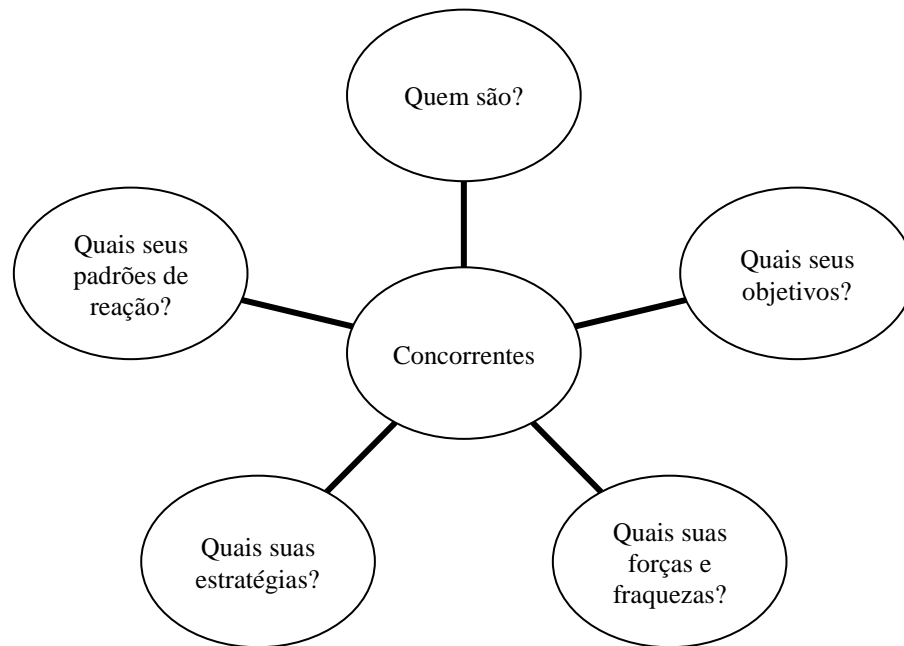 Quem são?
Quais seus
padrões de
reação?
Quais seus
objetivos?
Concorrentes
Quais suas
estratégias?
Quais suas
forças e
fraquezas?